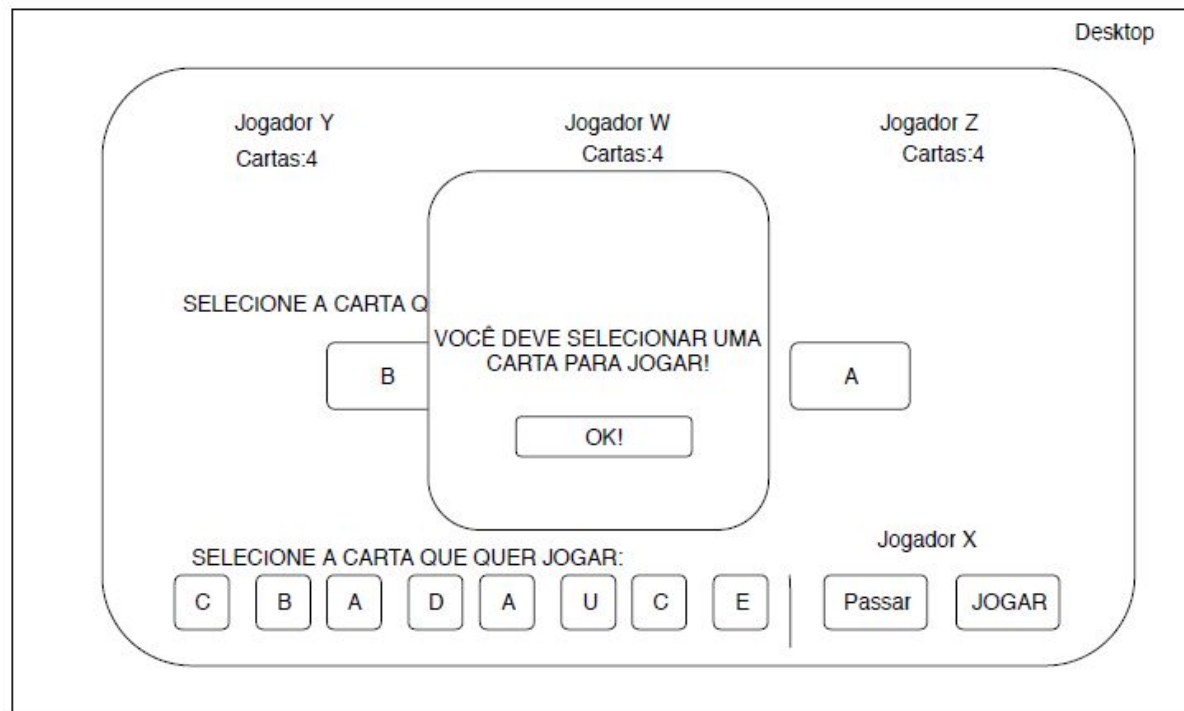 Desktop
Jogador Y
Jogador W
Jogador Z
Cartas:4
Cartas:4
Cartas:4
SELECIONE A CARTA Q
VOCÊ DEVE SELECIONAR UMA
CARTA PARA JOGAR!
B
A
OK!
Jogador X
SELECIONE A CARTA QUE QUER JOGAR:
C B A D A U C E Passar JOGAR